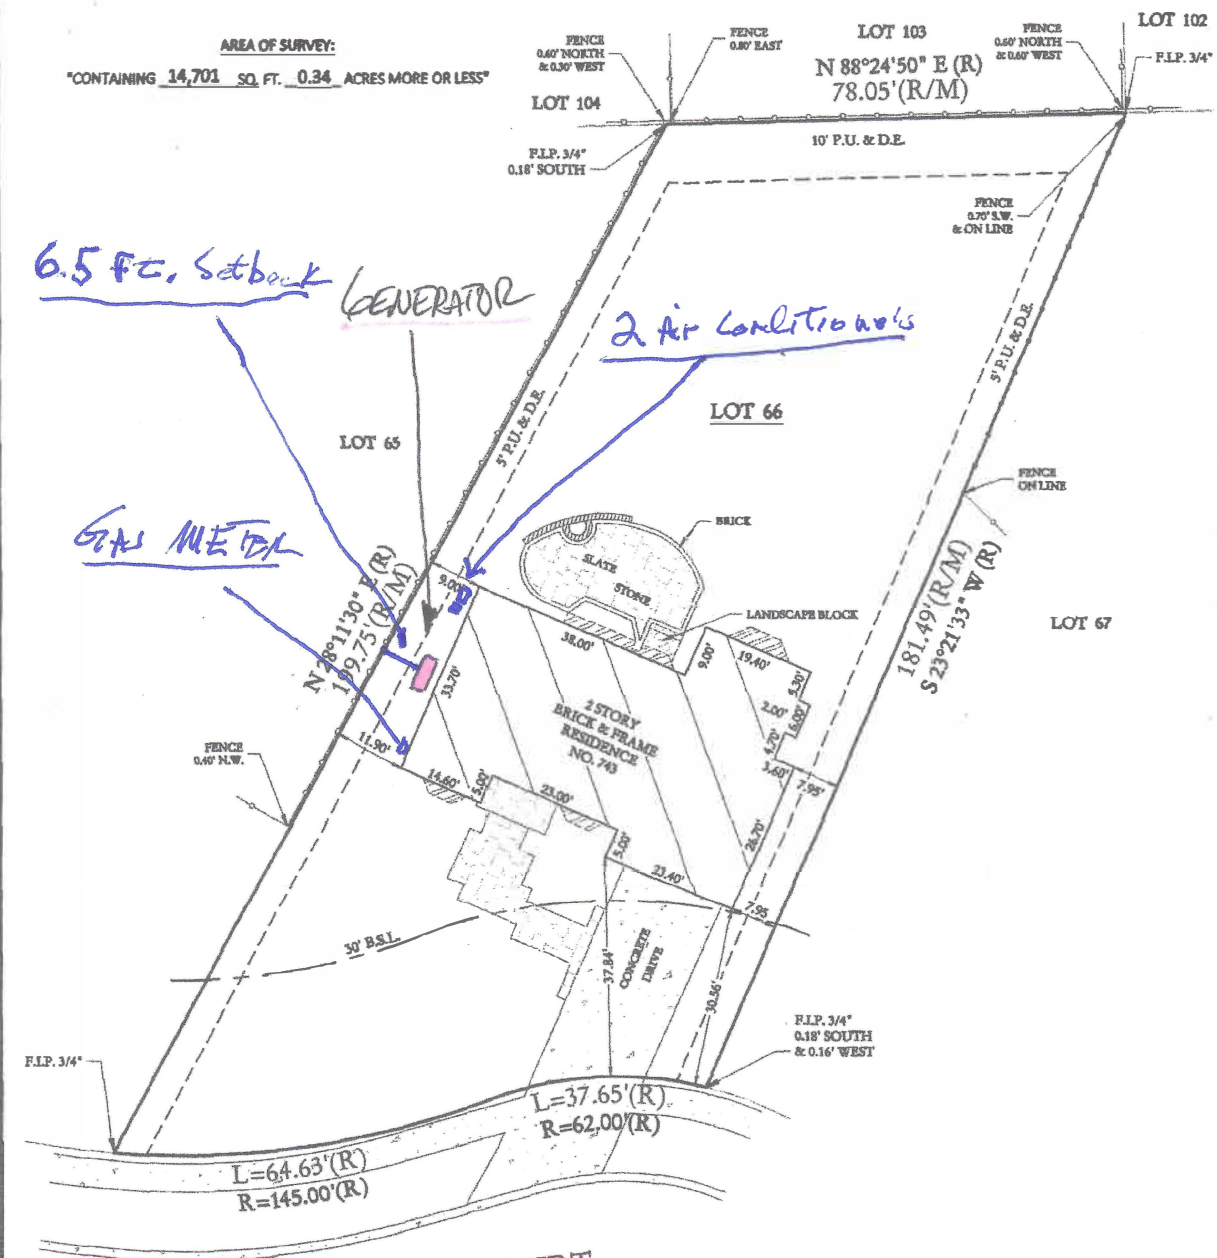 AREA OF SURVEY:
"CONTAINING 14,701 SQ. FT. 0.34 ACRES MORE OR LESS"
FENCE
0.60' NORTH
& 0.30' WEST
FENCE
0.80' EAST
LOT 103
N 88°24'50" E (R)
78.05'(R/M)
FENCE
0.60' NORTH
& 0.60' WEST
LOT 102
F.I.P. 3/4"
LOT 104
F.I.P. 3/4"
0.18' SOUTH
10' P.U. & D.E.
FENCE
0.70' S.W.
& ON LINE
6.5 FT. Setback
GENERATOR
2 Air Conditioners
5' P.U. & D.E.
LOT 66
LOT 65
5' P.U. & D.E.
FENCE
ON LINE
GAS METER
BRICK
SLATE
STONE
LANDSCAPE BLOCK
N 28°11'30" E (R)
199.75'(R/M)
181.49'(R/M)
S 23°21'33" W (R)
LOT 67
9.00'
38.00'
9.00'
19.40'
5.30'
2.00'
6.00'
4.70'
3.60'
7.95'
33.70'
2 STORY
BRICK & FRAME
RESIDENCE
NO. 743
FENCE
0.40' N.W.
11.90'
14.60'
5.00'
23.00'
5.00'
23.40'
26.70'
7.95
30' B.S.L.
37.84'
CONCRETE
DRIVE
30.56'
F.I.P. 3/4"
0.18' SOUTH
& 0.16' WEST
F.I.P. 3/4"
L=37.65'(R)
R=62.00'(R)
L=64.63'(R)
R=145.00'(R)